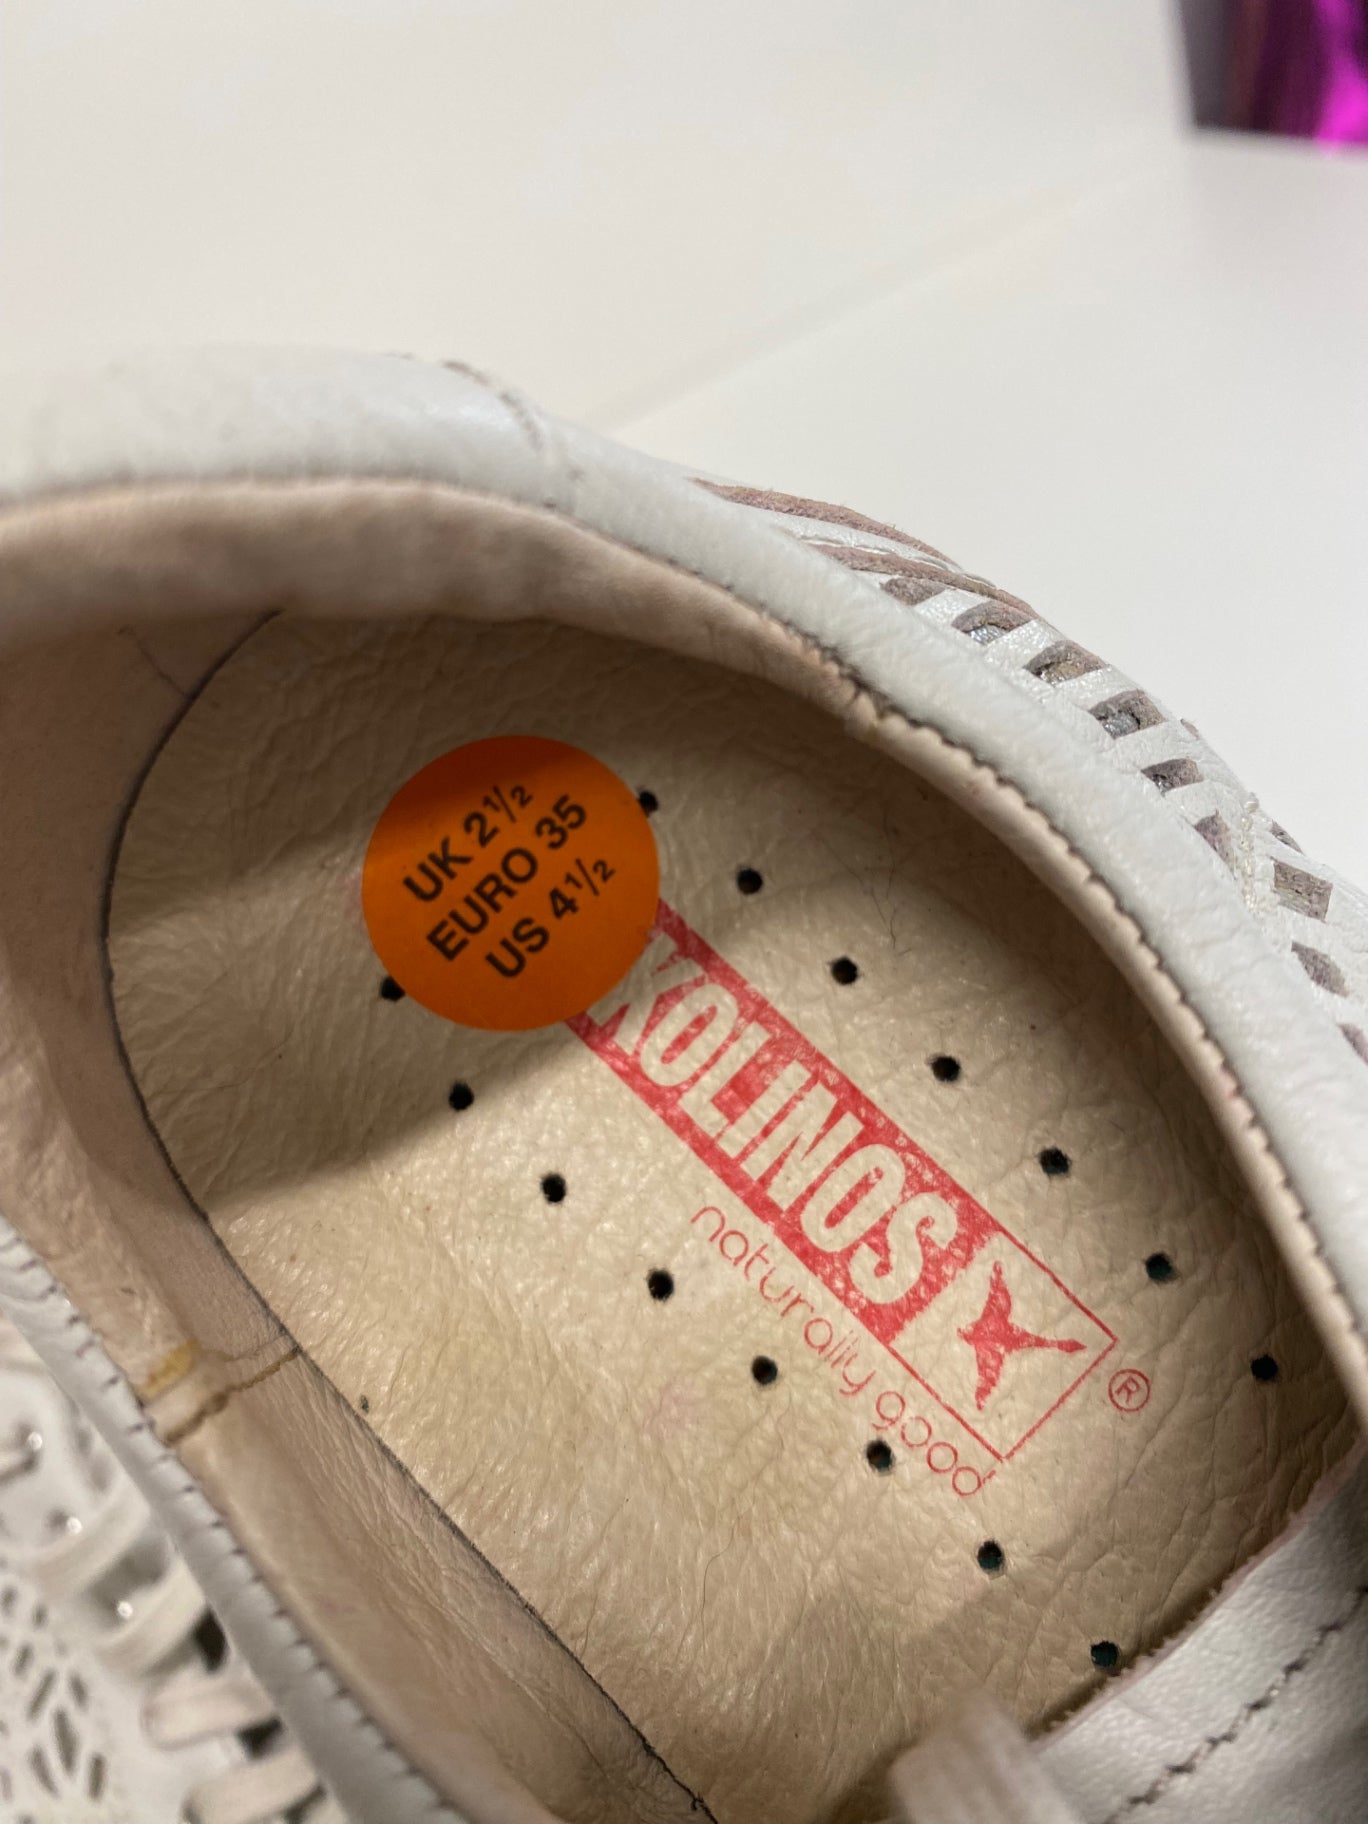 UK 2½
EURO 35
US 4½
KOLINOS
naturally good
®